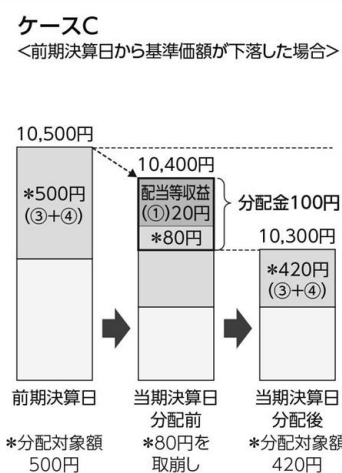 ケースC
<前期決算日から基準価額が下落した場合>
10,500円
10,400円
*500円
(③+④)
配当等収益
(①)20円
*80円
分配金100円
10,300円
*420円
(③+④)
前期決算日
当期決算日
分配前
当期決算日
分配後
*分配対象額
500円
*80円を
取崩し
*分配対象額
420円